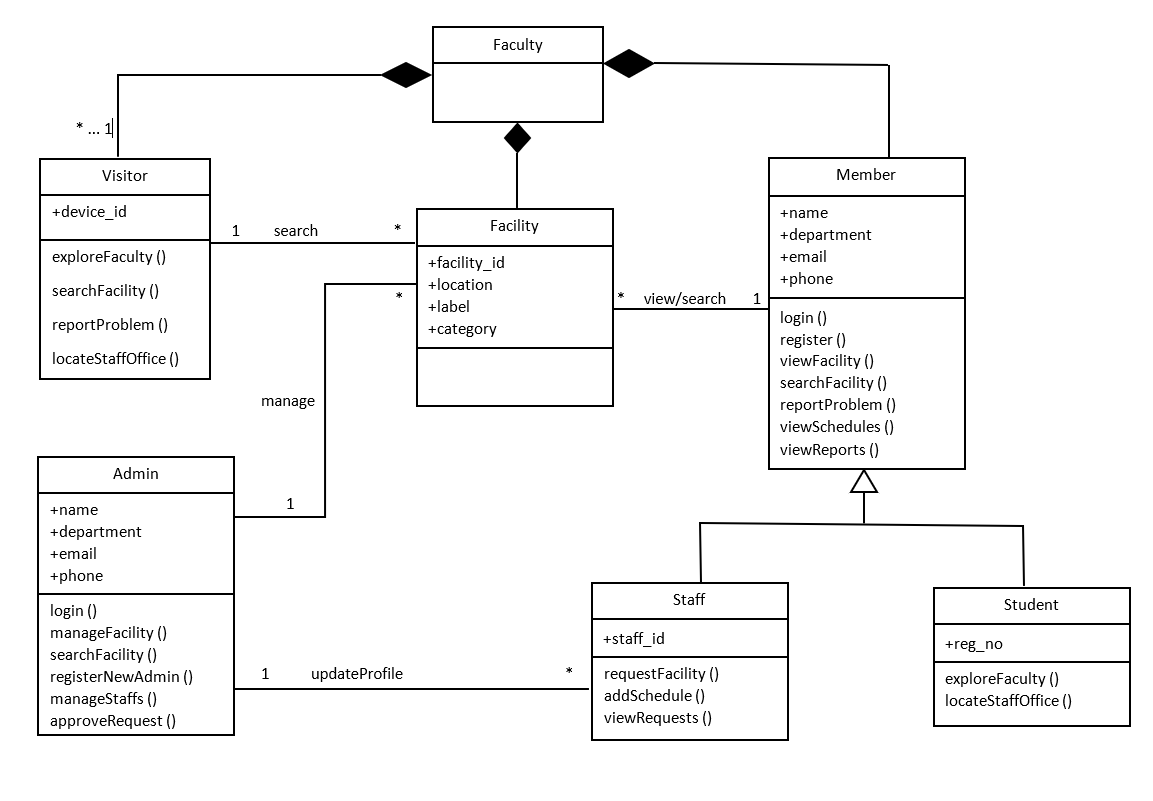 Faculty
* ... 1
Visitor
+device_id
exploreFaculty ()
searchFacility ()
reportProblem ()
locateStaffOffice ()
1 search *
Facility
+facility_id
+location
+label
+category
* view/search 1
Member
+name
+department
+email
+phone
login ()
register ()
viewFacility ()
searchFacility ()
reportProblem ()
viewSchedules ()
viewReports ()
*
manage
1
Admin
+name
+department
+email
+phone
login ()
manageFacility ()
searchFacility ()
registerNewAdmin ()
manageStaffs ()
approveRequest ()
1 updateProfile *
Staff
+staff_id
requestFacility ()
addSchedule ()
viewRequests ()
Student
+reg_no
exploreFaculty ()
locateStaffOffice ()